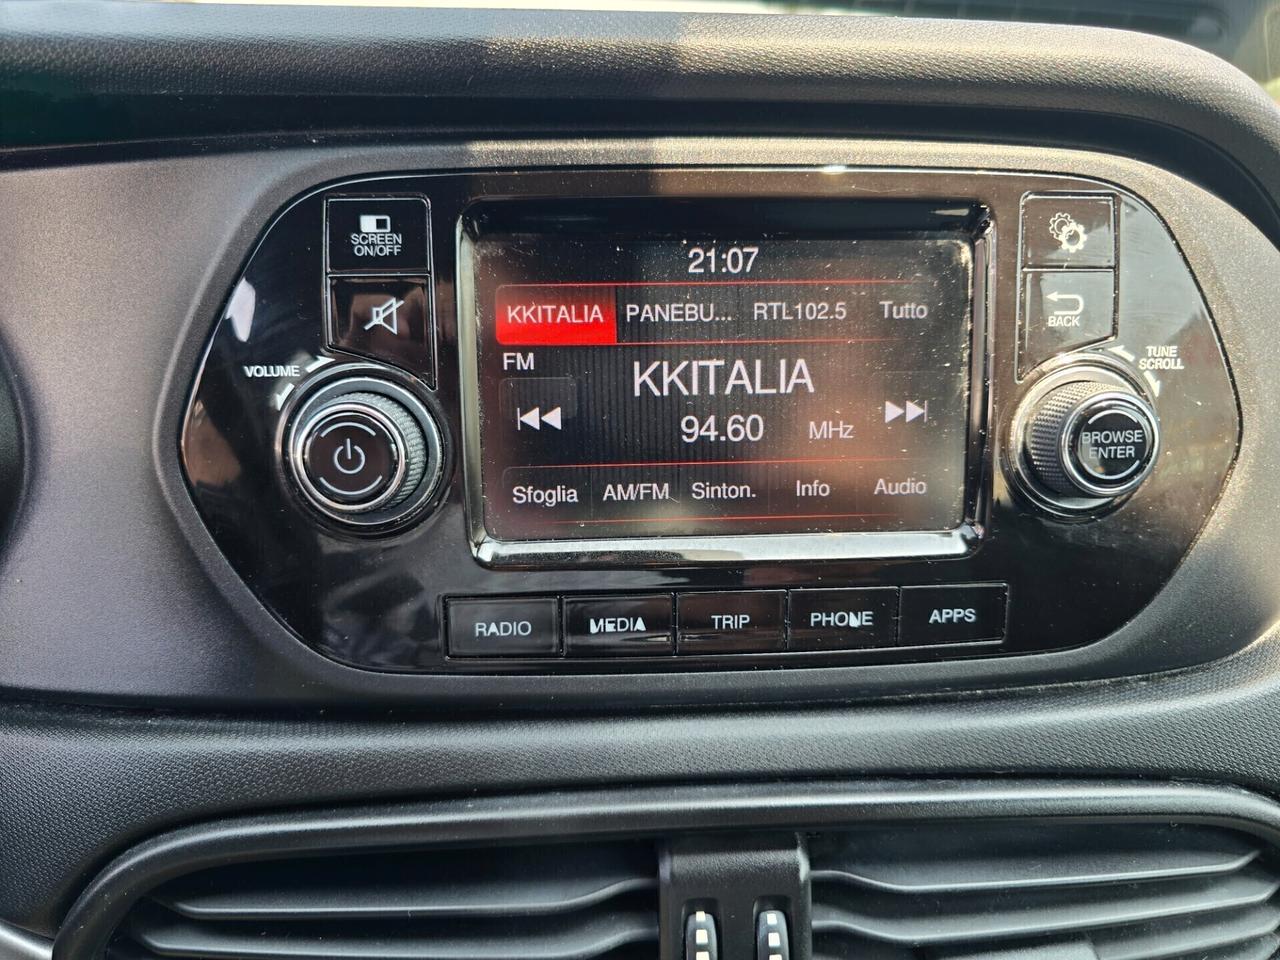 SCREEN
ON/OFF
VOLUME
21:07
KKITALIA PANEBU... RTL102.5 Tutto
FM
KKITALIA
94.60 MHz
Sfoglia AM/FM Sinton. Info Audio
BACK
TUNE
SCROLL
BROWSE
ENTER
RADIO MEDIA TRIP PHONE APPS